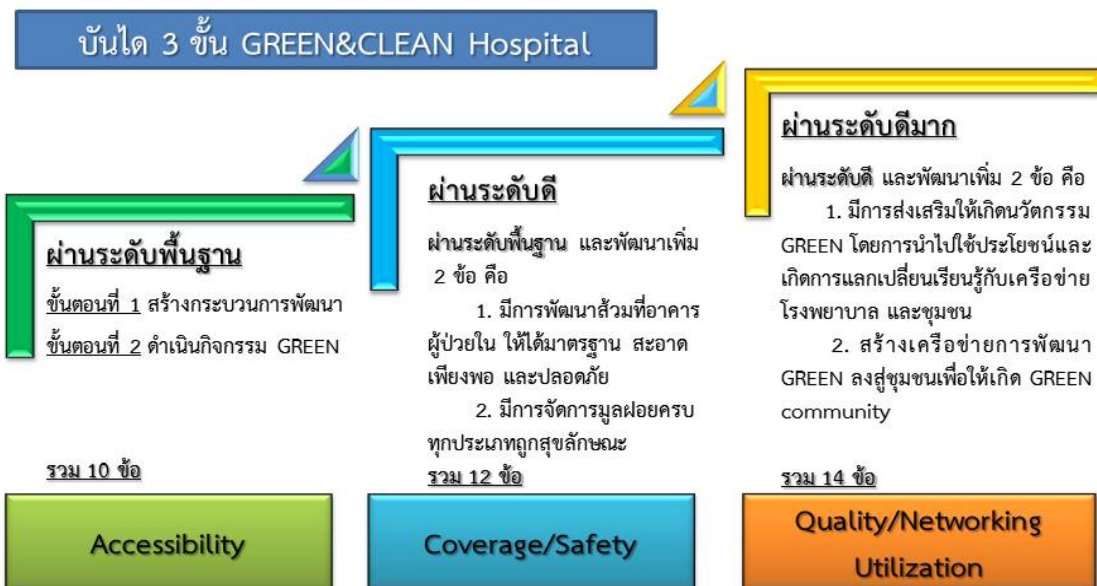 บันได 3 ขั้น GREEN&CLEAN Hospital
ผ่านระดับพื้นฐาน
ขั้นตอนที่ 1 สร้างกระบวนการพัฒนา
ขั้นตอนที่ 2 ดำเนินกิจกรรม GREEN
รวม 10 ข้อ
Accessibility
ผ่านระดับดี
ผ่านระดับพื้นฐาน และพัฒนาเพิ่ม
2 ข้อ คือ
1. มีการพัฒนาส้วมที่อาคาร
ผู้ป่วยใน ให้ได้มาตรฐาน สะอาด
เพียงพอ และปลอดภัย
2. มีการจัดการมูลฝอยครบ
ทุกประเภทถูกสุขลักษณะ
รวม 12 ข้อ
Coverage/Safety
ผ่านระดับดีมาก
ผ่านระดับดี และพัฒนาเพิ่ม 2 ข้อ คือ
1. มีการส่งเสริมให้เกิดนวัตกรรม
GREEN โดยการนำไปใช้ประโยชน์และ
เกิดการแลกเปลี่ยนเรียนรู้กับเครือข่าย
โรงพยาบาล และชุมชน
2. สร้างเครือข่ายการพัฒนา
GREEN ลงสู่ชุมชนเพื่อให้เกิด GREEN
community
รวม 14 ข้อ
Quality/Networking
Utilization